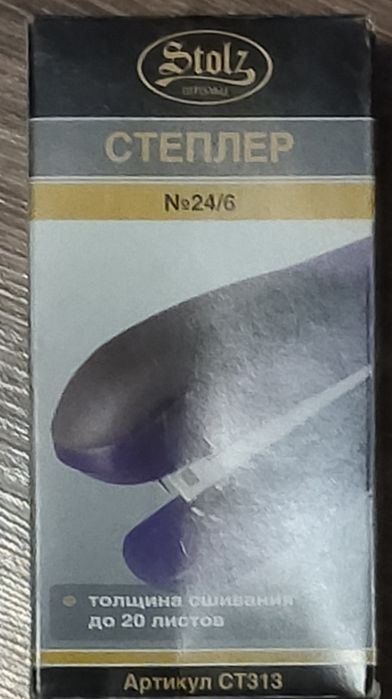 Stolz
СТЕПЛЕР
№24/6
толщина сшивания
до 20 листов
Артикул СТ313